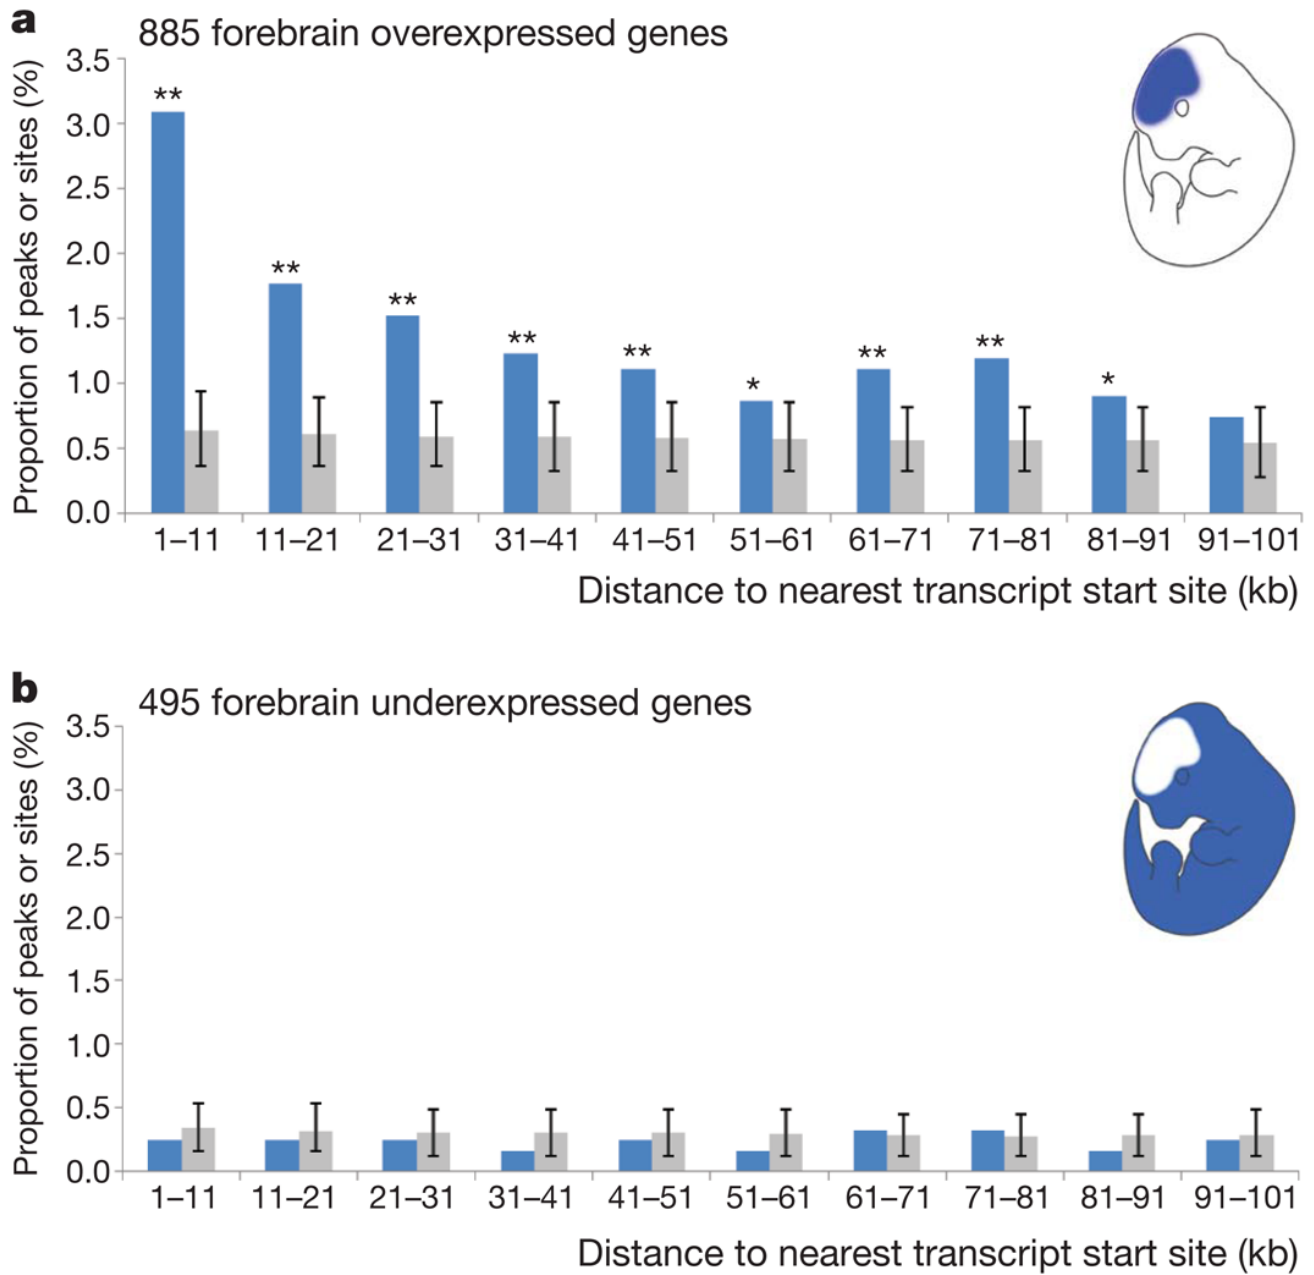 a
885 forebrain overexpressed genes
Proportion of peaks or sites (%)
3.5
3.0
2.5
2.0
1.5
1.0
0.5
0.0
** ** ** ** ** * ** ** *
1–11 11–21 21–31 31–41 41–51 51–61 61–71 71–81 81–91 91–101
Distance to nearest transcript start site (kb)
b
495 forebrain underexpressed genes
Proportion of peaks or sites (%)
3.5
3.0
2.5
2.0
1.5
1.0
0.5
0.0
1–11 11–21 21–31 31–41 41–51 51–61 61–71 71–81 81–91 91–101
Distance to nearest transcript start site (kb)